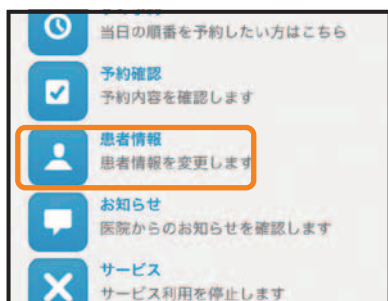 当日の順番を予約したい方はこちら
予約確認
予約内容を確認します
患者情報
患者情報を変更します
お知らせ
医院からのお知らせを確認します
サービス
サービス利用を停止します